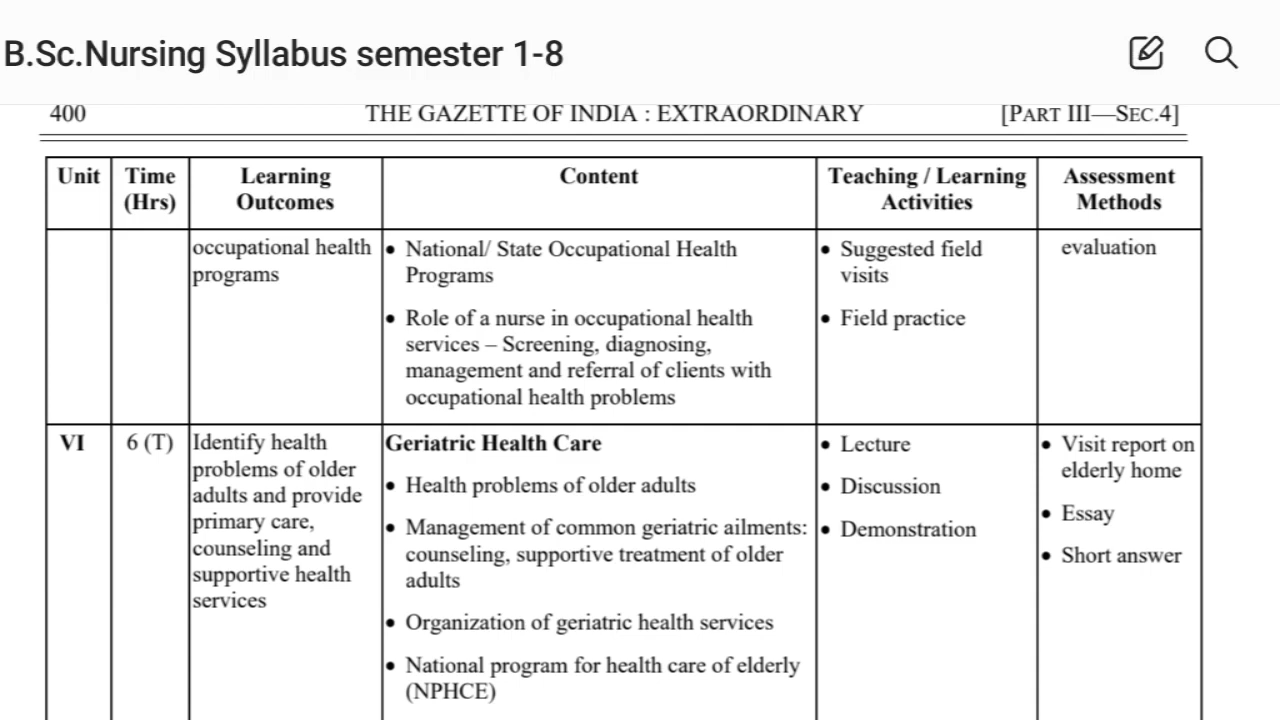 B.Sc.Nursing Syllabus semester 1-8
400 THE GAZETTE OF INDIA : EXTRAORDINARY [PART III—SEC.4]
Unit
Time
(Hrs)
Learning
Outcomes
Content
Teaching / Learning
Activities
Assessment
Methods
occupational health
programs
• National/ State Occupational Health
Programs
• Role of a nurse in occupational health
services – Screening, diagnosing,
management and referral of clients with
occupational health problems
• Suggested field
visits
• Field practice
evaluation
VI
6 (T)
Identify health
problems of older
adults and provide
primary care,
counseling and
supportive health
services
Geriatric Health Care
• Health problems of older adults
• Management of common geriatric ailments:
counseling, supportive treatment of older
adults
• Organization of geriatric health services
• National program for health care of elderly
(NPHCE)
• Lecture
• Discussion
• Demonstration
• Visit report on
elderly home
• Essay
• Short answer